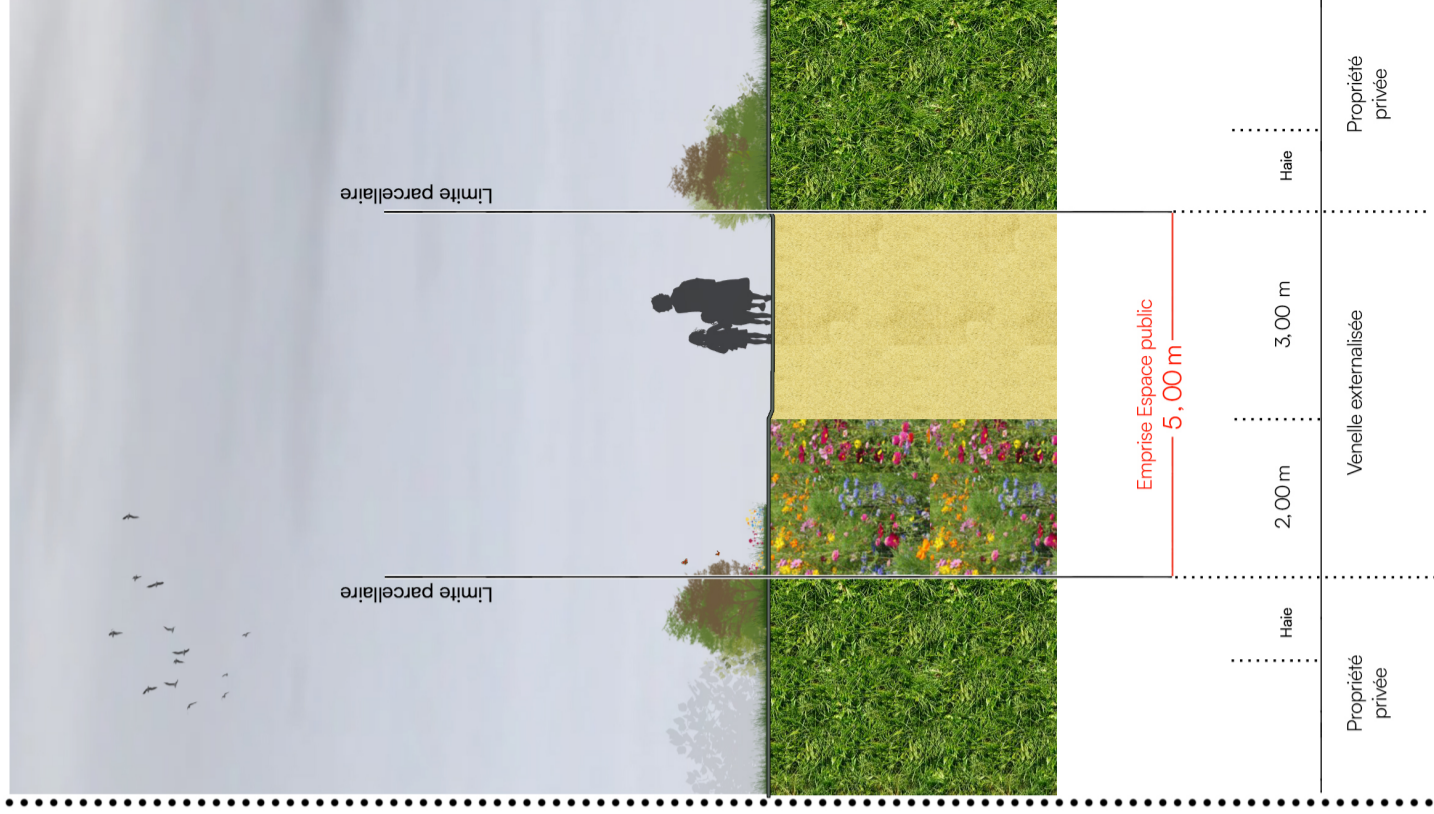 Limite parcellaire
Limite parcellaire
Emprise Espace public
5,00 m
Haie
2,00 m
3,00 m
Haie
Propriété
privée
Venelle externalisée
Propriété
privée